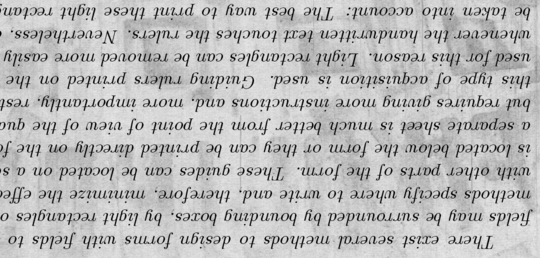 There exist several methods to design forms with fields to
fields may be surrounded by bounding boxes, by light rectangles o
methods specify where to write and, therefore, minimize the effec
with other parts of the form. These guides can be located on a se
is located below the form or they can be printed directly on the fo
a separate sheet is much better from the point of view of the qua
but requires giving more instructions and, more importantly, rest
this type of acquisition is used. Guiding rulers printed on the
used for this reason. Light rectangles can be removed more easily
whenever the handwritten text touches the rulers. Nevertheless,
be taken into account: The best way to print these light rectang